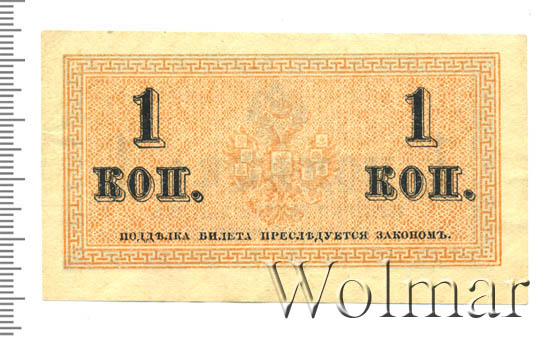 1 1
КОП. КОП.
ПОДДѢЛКА БИЛЕТА ПРЕСЛѢДУЕТСЯ ЗАКОНОМЪ.
Wolmar